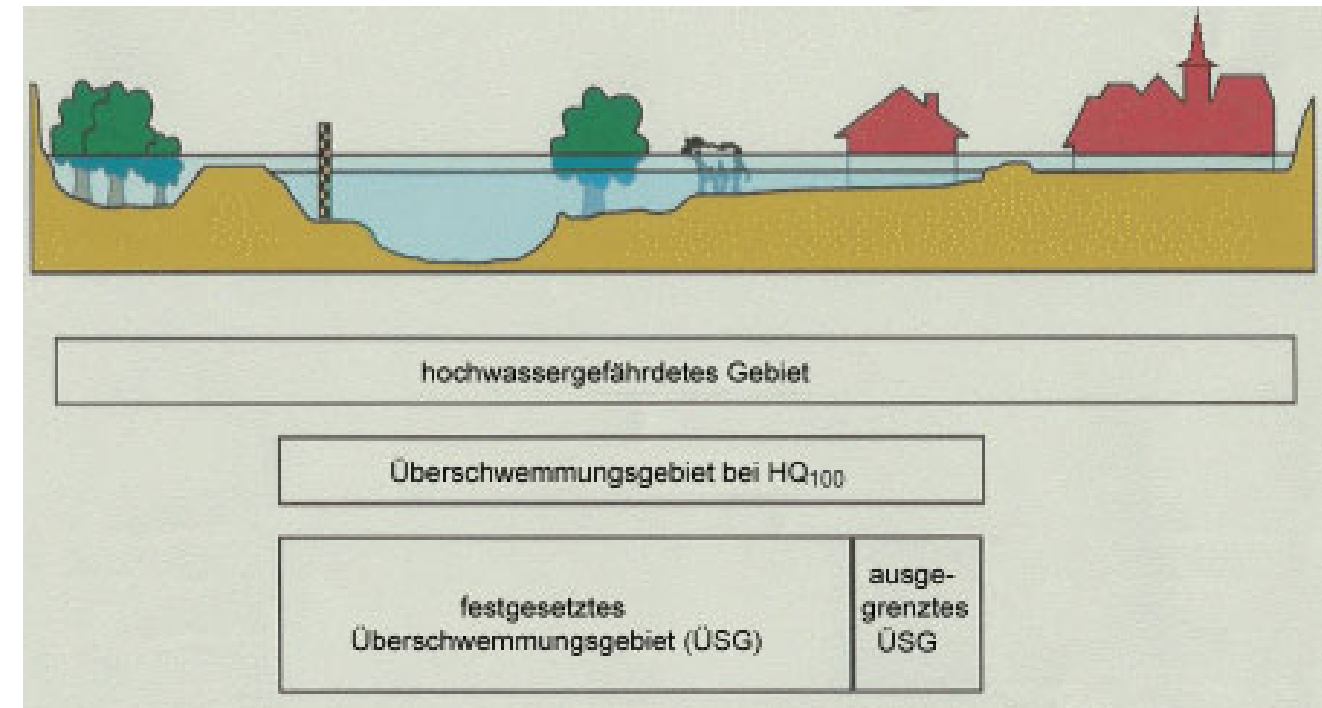 hochwassergefährdetes Gebiet
Überschwemmungsgebiet bei HQ100
festgesetztes
Überschwemmungsgebiet (ÜSG)
ausge-
grenztes
ÜSG